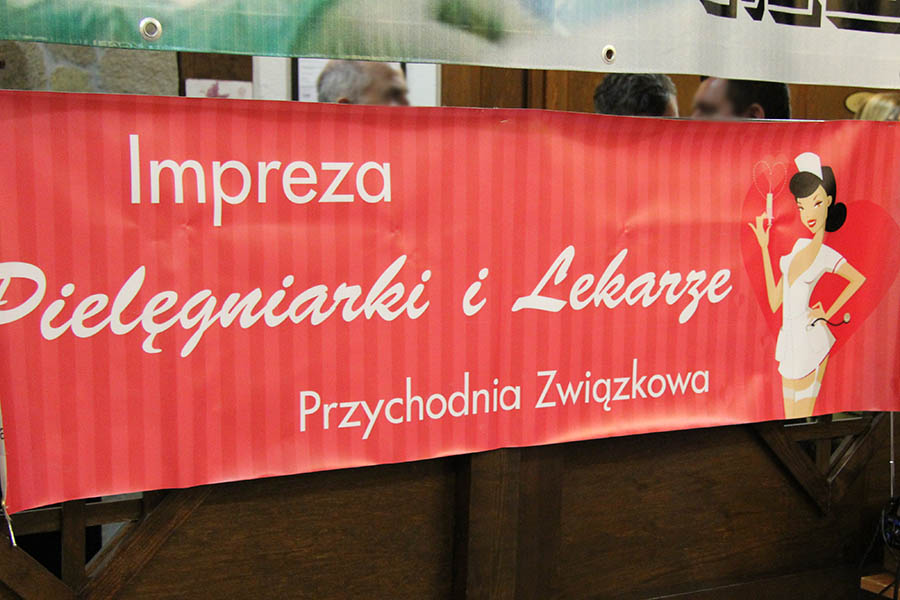 Impreza
Pielęgniarki i Lekarze
Przychodnia Związkowa